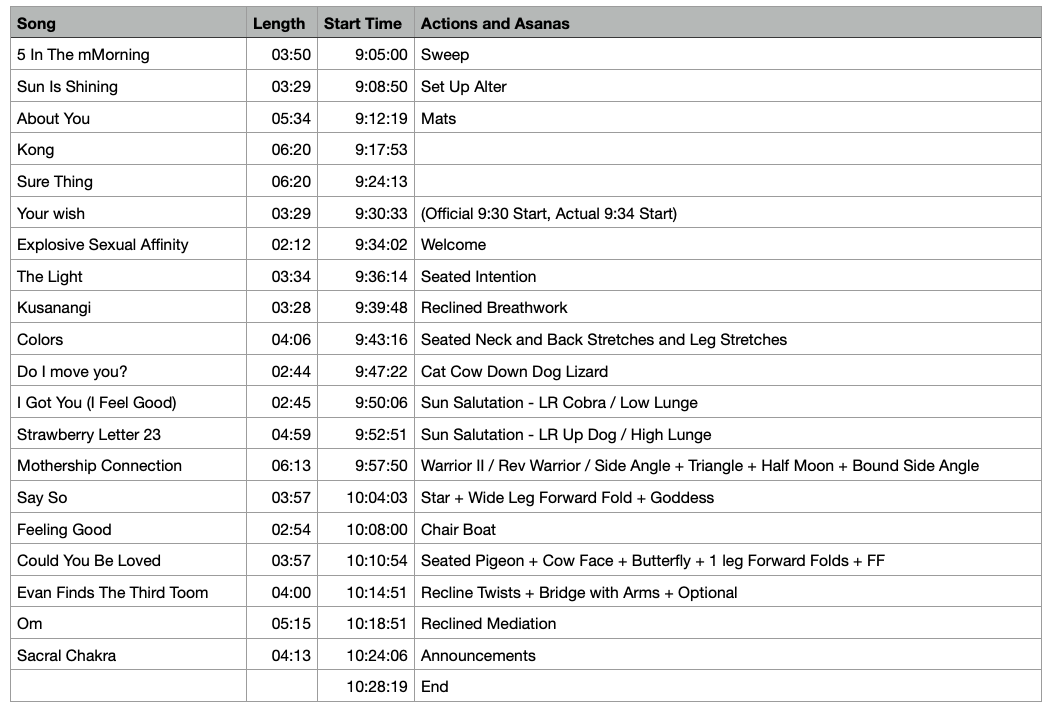 Song Length Start Time Actions and Asanas
5 In The mMorning 03:50 9:05:00 Sweep
Sun Is Shining 03:29 9:08:50 Set Up Alter
About You 05:34 9:12:19 Mats
Kong 06:20 9:17:53
Sure Thing 06:20 9:24:13
Your wish 03:29 9:30:33 (Official 9:30 Start, Actual 9:34 Start)
Explosive Sexual Affinity 02:12 9:34:02 Welcome
The Light 03:34 9:36:14 Seated Intention
Kusanangi 03:28 9:39:48 Reclined Breathwork
Colors 04:06 9:43:16 Seated Neck and Back Stretches and Leg Stretches
Do I move you? 02:44 9:47:22 Cat Cow Down Dog Lizard
I Got You (I Feel Good) 02:45 9:50:06 Sun Salutation - LR Cobra / Low Lunge
Strawberry Letter 23 04:59 9:52:51 Sun Salutation - LR Up Dog / High Lunge
Mothership Connection 06:13 9:57:50 Warrior II / Rev Warrior / Side Angle + Triangle + Half Moon + Bound Side Angle
Say So 03:57 10:04:03 Star + Wide Leg Forward Fold + Goddess
Feeling Good 02:54 10:08:00 Chair Boat
Could You Be Loved 03:57 10:10:54 Seated Pigeon + Cow Face + Butterfly + 1 leg Forward Folds + FF
Evan Finds The Third Toom 04:00 10:14:51 Recline Twists + Bridge with Arms + Optional
Om 05:15 10:18:51 Reclined Mediation
Sacral Chakra 04:13 10:24:06 Announcements
10:28:19 End